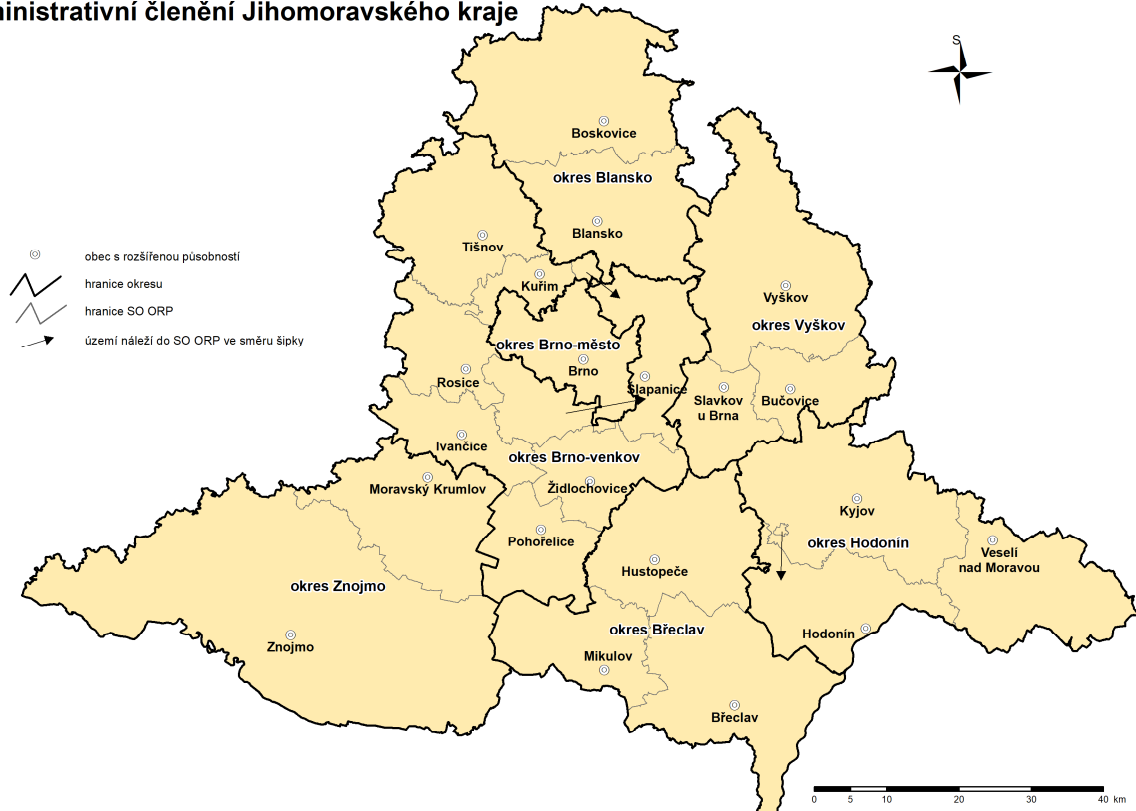 ministrativní členění Jihomoravského kraje
S
Boskovice
okres Blansko
Blansko
Tišnov
Kuřim
Vyškov
okres Vyškov
okres Brno-město
Brno
Rosice
Šlapanice
Slavkov
u Brna
Bučovice
Ivančice
okres Brno-venkov
Moravský Krumlov
Židlochovice
Kyjov
Pohořelice
okres Hodonín
Veselí
nad Moravou
Hustopeče
okres Znojmo
Znojmo
okres Břeclav
Hodonín
Mikulov
Břeclav
obec s rozšířenou působností
hranice okresu
hranice SO ORP
území náleží do SO ORP ve směru šipky
0 5 10 20 30 40 km